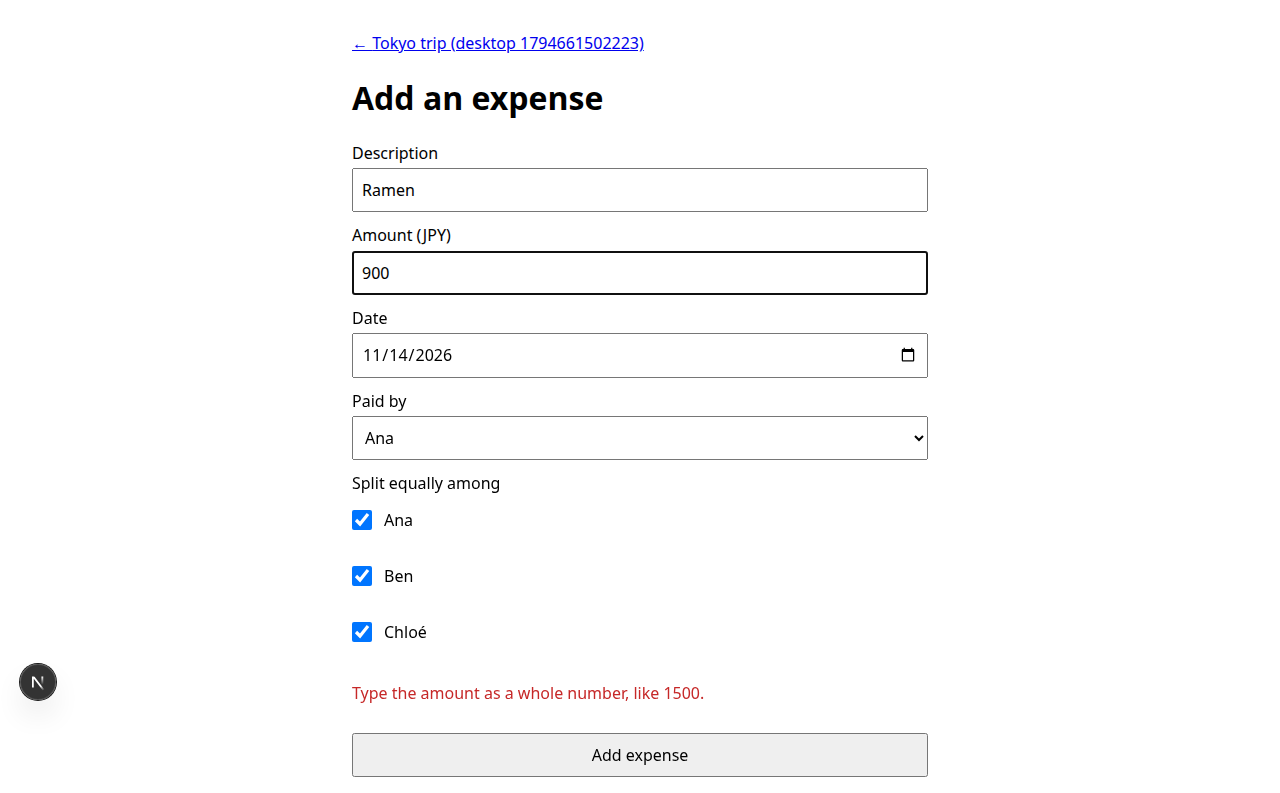 ← Tokyo trip (desktop 1794661502223)
Add an expense
Description
Ramen
Amount (JPY)
900
Date
11/14/2026
Paid by
Ana
Split equally among
Ana
Ben
Chloé
N
Type the amount as a whole number, like 1500.
Add expense